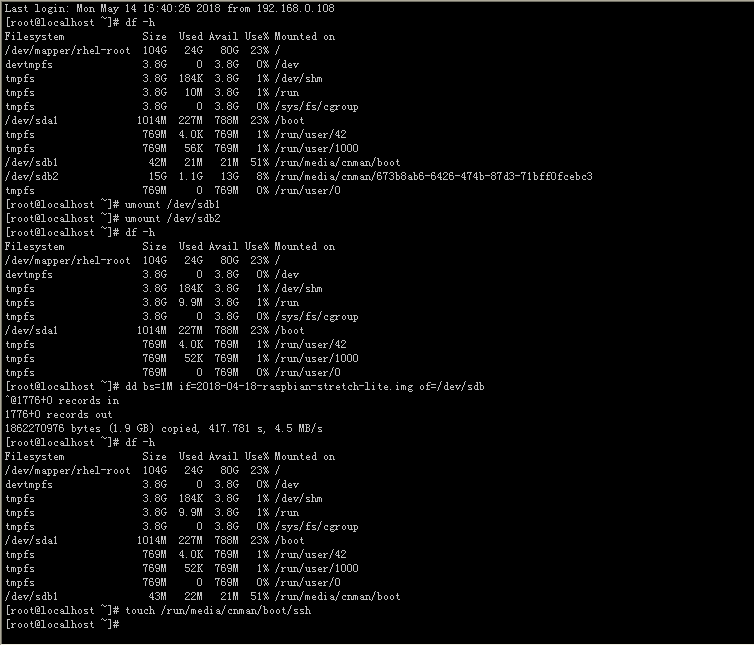 Last login: Mon May 14 16:40:26 2018 from 192.168.0.108
[root@localhost ~]# df -h
Filesystem             Size  Used Avail Use% Mounted on
/dev/mapper/rhel-root  104G   24G   80G  23% /
devtmpfs               3.8G     0  3.8G   0% /dev
tmpfs                  3.8G  184K  3.8G   1% /dev/shm
tmpfs                  3.8G   10M  3.8G   1% /run
tmpfs                  3.8G     0  3.8G   0% /sys/fs/cgroup
/dev/sda1             1014M  227M  788M  23% /boot
tmpfs                  769M  4.0K  769M   1% /run/user/42
tmpfs                  769M   56K  769M   1% /run/user/1000
/dev/sdb1               42M   21M   21M  51% /run/media/cnman/boot
/dev/sdb2               15G  1.1G   13G   8% /run/media/cnman/673b8ab6-6426-474b-87d3-71bff0fcebc3
tmpfs                  769M     0  769M   0% /run/user/0
[root@localhost ~]# umount /dev/sdb1
[root@localhost ~]# umount /dev/sdb2
[root@localhost ~]# df -h
Filesystem             Size  Used Avail Use% Mounted on
/dev/mapper/rhel-root  104G   24G   80G  23% /
devtmpfs               3.8G     0  3.8G   0% /dev
tmpfs                  3.8G  184K  3.8G   1% /dev/shm
tmpfs                  3.8G  9.9M  3.8G   1% /run
tmpfs                  3.8G     0  3.8G   0% /sys/fs/cgroup
/dev/sda1             1014M  227M  788M  23% /boot
tmpfs                  769M  4.0K  769M   1% /run/user/42
tmpfs                  769M   52K  769M   1% /run/user/1000
tmpfs                  769M     0  769M   0% /run/user/0
[root@localhost ~]# dd bs=1M if=2018-04-18-raspbian-stretch-lite.img of=/dev/sdb
^@1776+0 records in
1776+0 records out
1862270976 bytes (1.9 GB) copied, 417.781 s, 4.5 MB/s
[root@localhost ~]# df -h
Filesystem             Size  Used Avail Use% Mounted on
/dev/mapper/rhel-root  104G   24G   80G  23% /
devtmpfs               3.8G     0  3.8G   0% /dev
tmpfs                  3.8G  184K  3.8G   1% /dev/shm
tmpfs                  3.8G  9.9M  3.8G   1% /run
tmpfs                  3.8G     0  3.8G   0% /sys/fs/cgroup
/dev/sda1             1014M  227M  788M  23% /boot
tmpfs                  769M  4.0K  769M   1% /run/user/42
tmpfs                  769M   52K  769M   1% /run/user/1000
tmpfs                  769M     0  769M   0% /run/user/0
/dev/sdb1               43M   22M   21M  51% /run/media/cnman/boot
[root@localhost ~]# touch /run/media/cnman/boot/ssh
[root@localhost ~]#